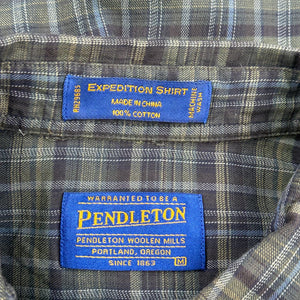 EXPEDITION SHIRT
MADE IN CHINA
100% COTTON
RN29685
MACHINE
WASH
WARRANTED TO BE A
PENDLETON
PENDLETON WOOLEN MILLS
PORTLAND, OREGON
SINCE 1863
M